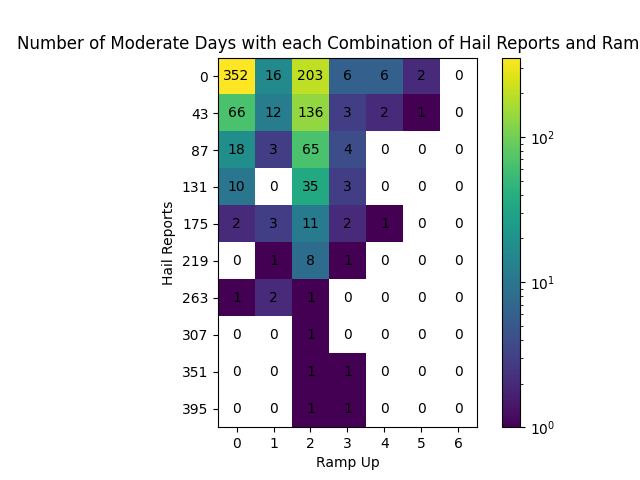 Number of Moderate Days with each Combination of Hail Reports and Ram
0 352 16 203 6 6 2 0
43 66 12 136 3 2 1 0
87 18 3 65 4 0 0 0
131 10 0 35 3 0 0 0
175 2 3 11 2 1 0 0
219 0 1 8 1 0 0 0
263 1 2 1 0 0 0 0
307 0 0 1 0 0 0 0
351 0 0 1 1 0 0 0
395 0 0 1 1 0 0 0
0 1 2 3 4 5 6
Ramp Up
Hail Reports
10²
10¹
10⁰